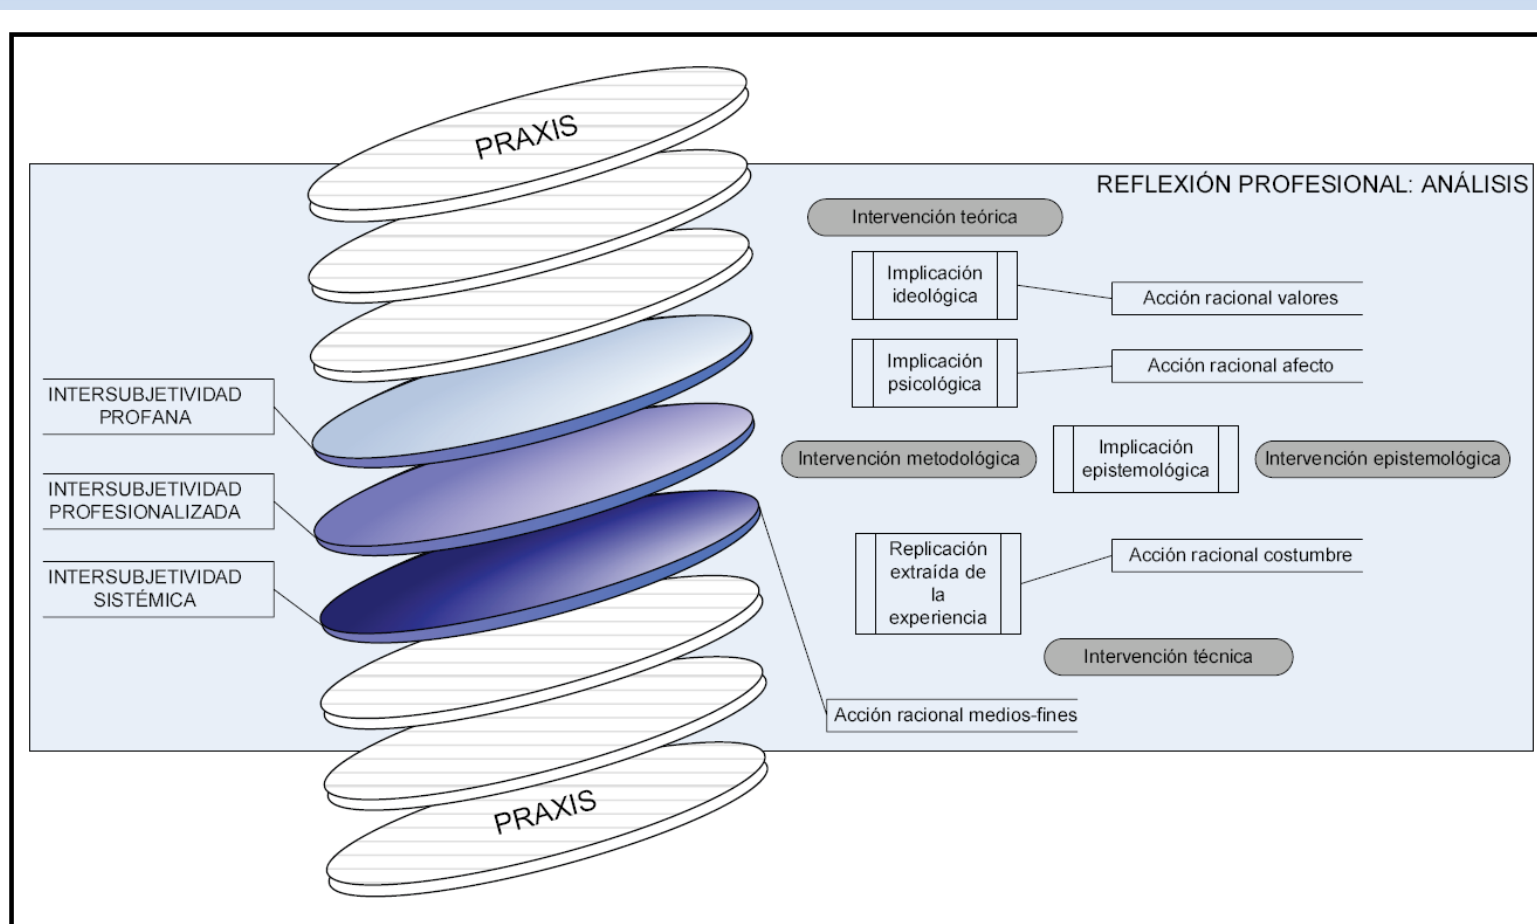 PRAXIS
REFLEXIÓN PROFESIONAL: ANÁLISIS
Intervención teórica
Implicación
ideológica
Acción racional valores
Implicación
psicológica
Acción racional afecto
INTERSUBJETIVIDAD
PROFANA
Intervención metodológica
Implicación
epistemológica
Intervención epistemológica
INTERSUBJETIVIDAD
PROFESIONALIZADA
Replicación
extraída de
la
experiencia
Acción racional costumbre
INTERSUBJETIVIDAD
SISTÉMICA
Intervención técnica
Acción racional medios-fines
PRAXIS